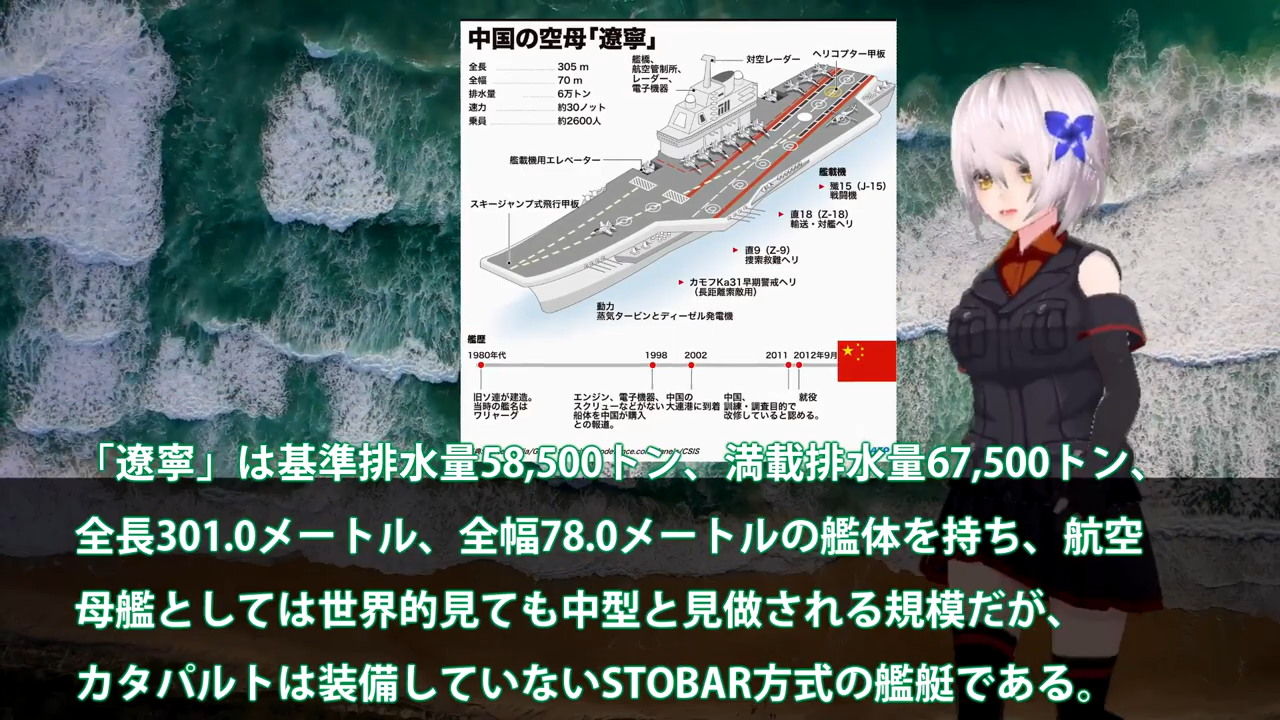 中国の空母「遼寧」
全長 305 m
全幅 70 m
排水量 6万トン
速力 約30ノット
乗員 約2600人
艦橋、
航空管制所、
レーダー、
電子機器
対空レーダー
ヘリコプター甲板
艦載機用エレベーター
スキージャンプ式飛行甲板
艦載機
殲15（J-15）
戦闘機
直18（Z-18）
輸送・対艦ヘリ
直9（Z-9）
捜索救難ヘリ
カモフKa31早期警戒ヘリ
（長距離索敵用）
動力
蒸気タービンとディーゼル発電機
艦歴
1980年代
1998
2002
2011
2012年9月
旧ソ連が建造。
当時の艦名は
ワリャーグ
エンジン、電子機器、
スクリューなどがない
船体を中国が購入
との報道。
中国の
大連港に到着
中国、
訓練・調査目的で
改修していると認める。
就役
「遼寧」は基準排水量58,500トン、満載排水量67,500トン、
全長301.0メートル、全幅78.0メートルの艦体を持ち、航空
母艦としては世界的見ても中型と見做される規模だが、
カタパルトは装備していないSTOBAR方式の艦艇である。